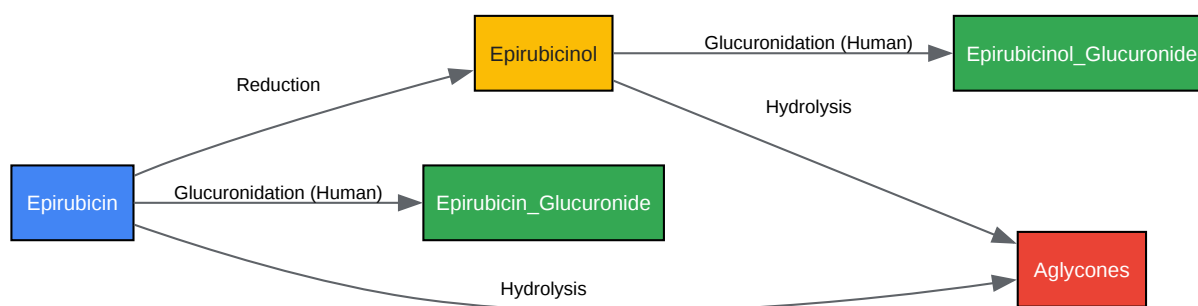 Glucuronidation (Human)
Epirubicinol
Epirubicinol_Glucuronide
Reduction
Hydrolysis
Glucuronidation (Human)
Epirubicin
Epirubicin_Glucuronide
Aglycones
Hydrolysis